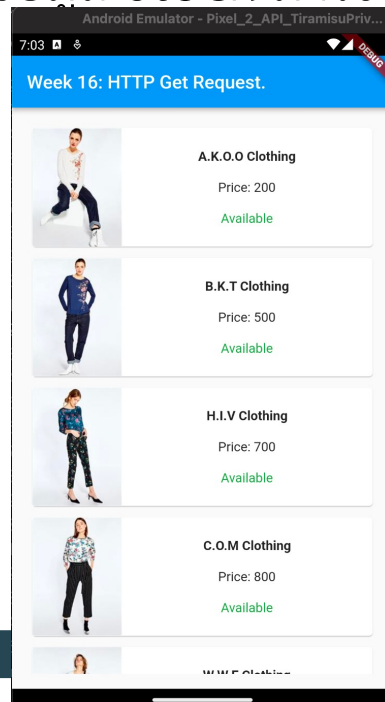 Android Emulator - Pixel_2_API_TiramisuPriv...
7:03
DEBUG
Week 16: HTTP Get Request.
A.K.O.O Clothing
Price: 200
Available
B.K.T Clothing
Price: 500
Available
H.I.V Clothing
Price: 700
Available
C.O.M Clothing
Price: 800
Available